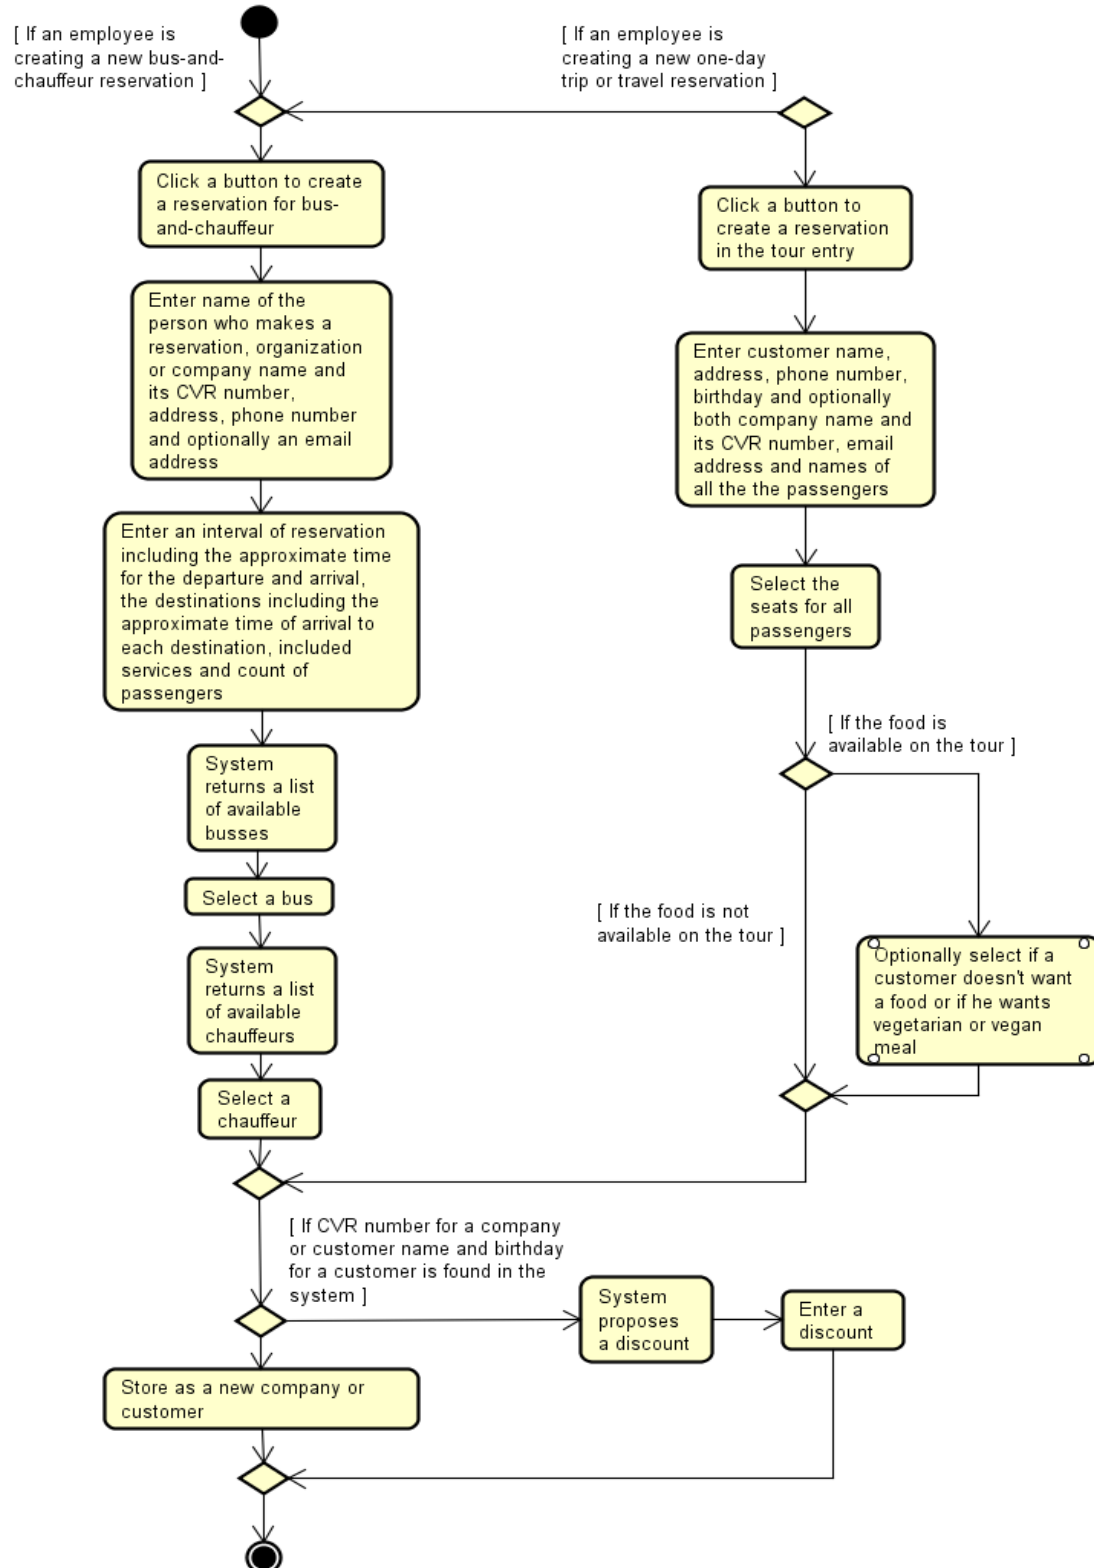 [ If an employee is
creating a new bus-and-
chauffeur reservation ]
[ If an employee is
creating a new one-day
trip or travel reservation ]
Click a button to create
a reservation for bus-
and-chauffeur
Enter name of the
person who makes a
reservation, organization
or company name and
its CVR number,
address, phone number
and optionally an email
address
Enter an interval of reservation
including the approximate time
for the departure and arrival,
the destinations including the
approximate time of arrival to
each destination, included
services and count of
passengers
System
returns a list
of available
busses
Select a bus
System
returns a list
of available
chauffeurs
Select a
chauffeur
Click a button to
create a reservation
in the tour entry
Enter customer name,
address, phone number,
birthday and optionally
both company name and
its CVR number, email
address and names of
all the the passengers
Select the
seats for all
passengers
[ If the food is
available on the tour ]
[ If the food is not
available on the tour ]
Optionally select if a
customer doesn't want
a food or if he wants
vegetarian or vegan
meal
[ If CVR number for a company
or customer name and birthday
for a customer is found in the
system ]
System
proposes
a discount
Enter a
discount
Store as a new company or
customer